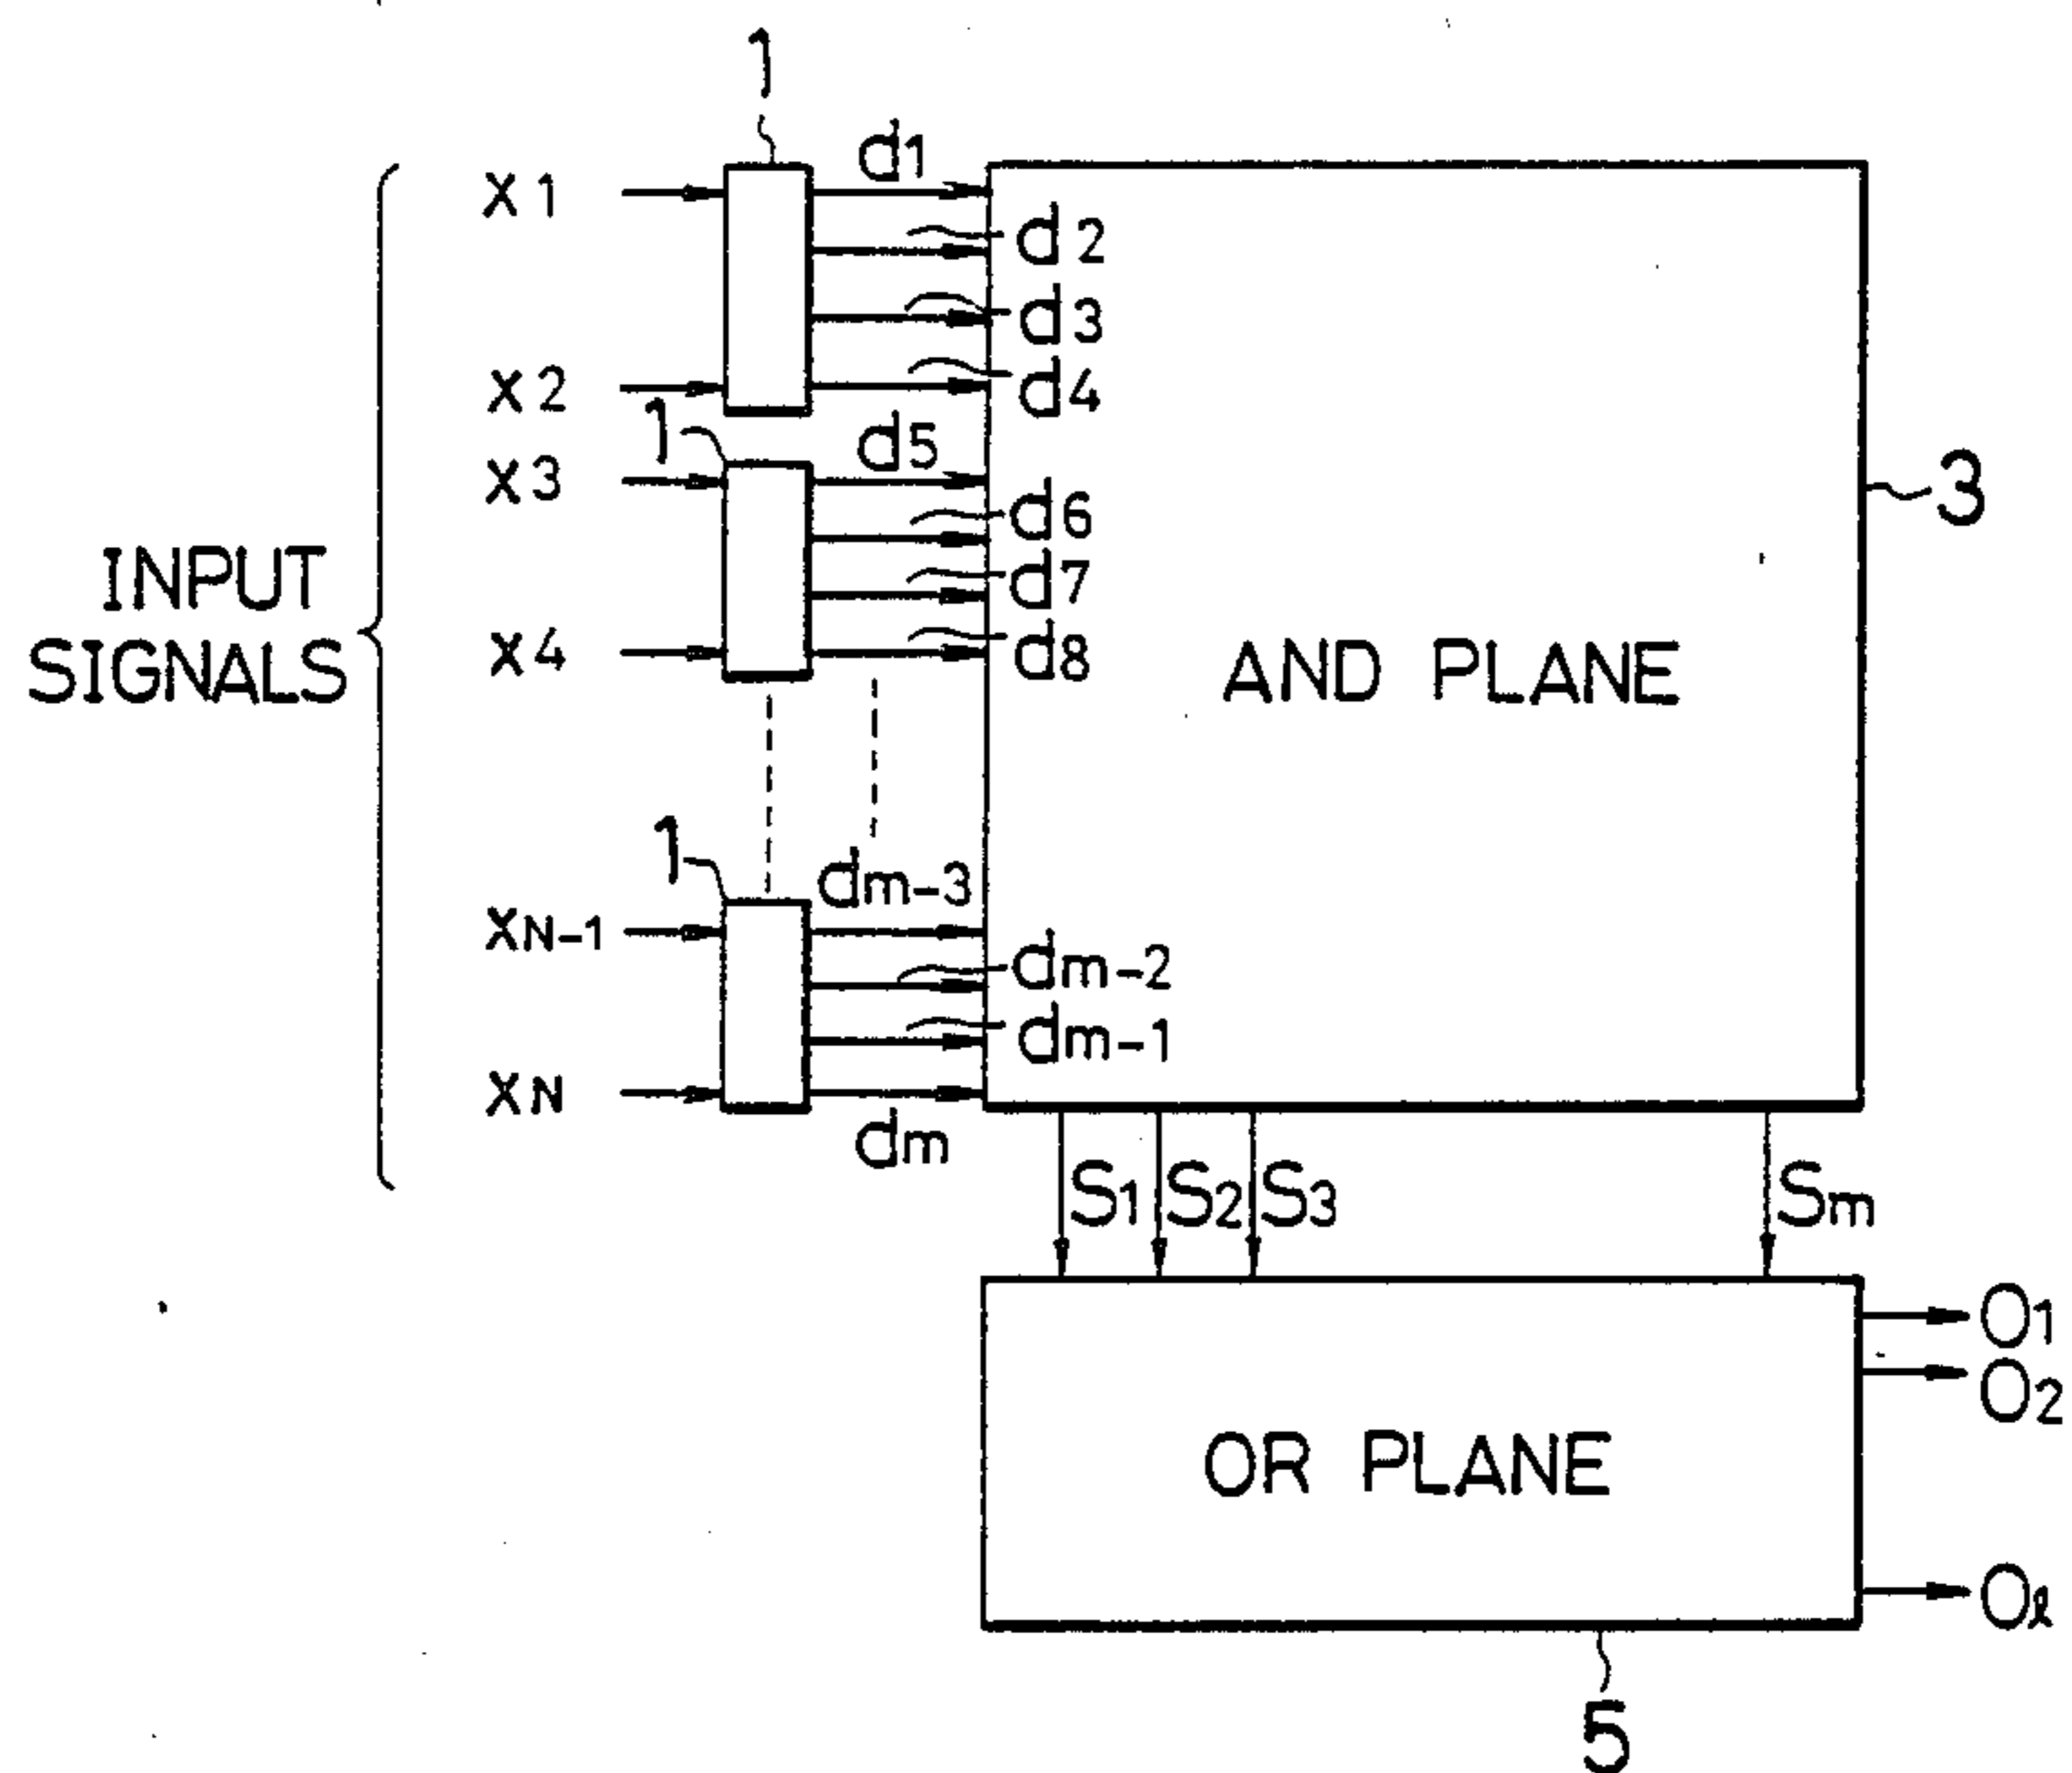 1
d1
x1
d2
d3
x2
d4
1
d5
x3
d6
3
INPUT
SIGNALS
d7
x4
d8
AND PLANE
1
dm-3
xN-1
dm-2
dm-1
xN
dm
S1
S2
S3
Sm
O1
O2
OR PLANE
Oℓ
5